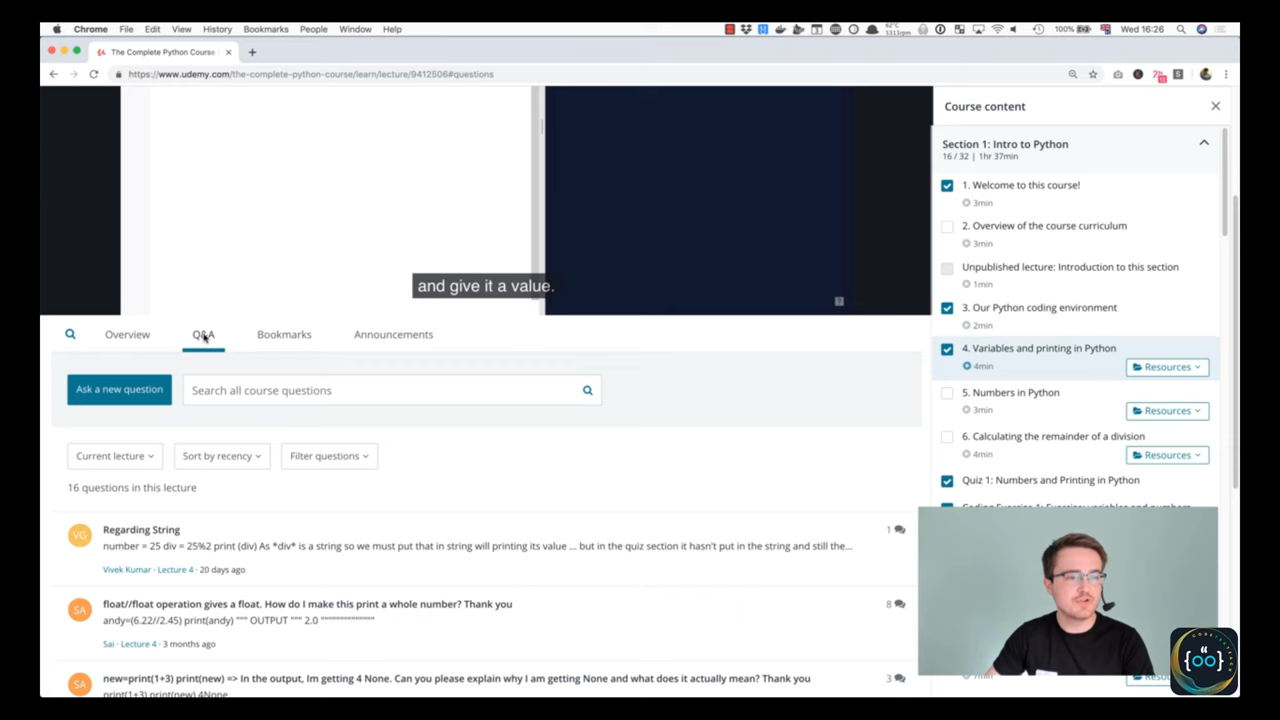 Chrome File Edit View History Bookmarks People Window Help
62°C
5313rpm
100%
Wed 16:26
The Complete Python Course
https://www.udemy.com/the-complete-python-course/learn/lecture/9412506#questions
Course content
Section 1: Intro to Python
16 / 32 | 1hr 37min
1. Welcome to this course!
3min
2. Overview of the course curriculum
3min
Unpublished lecture: Introduction to this section
1min
3. Our Python coding environment
2min
4. Variables and printing in Python
4min
Resources
5. Numbers in Python
3min
Resources
6. Calculating the remainder of a division
4min
Resources
Quiz 1: Numbers and Printing in Python
and give it a value.
Overview Q&A Bookmarks Announcements
Ask a new question
Search all course questions
Current lecture
Sort by recency
Filter questions
16 questions in this lecture
VG
Regarding String
1
number = 25 div = 25%2 print (div) As *div* is a string so we must put that in string will printing its value ... but in the quiz section it hasn't put in the string and still the...
Vivek Kumar · Lecture 4 · 20 days ago
SA
float//float operation gives a float. How do I make this print a whole number? Thank you
8
andy=(6.22//2.45) print(andy) """ OUTPUT """ 2.0 """""""""""""""
Sai · Lecture 4 · 3 months ago
SA
new=print(1+3) print(new) => In the output, Im getting 4 None. Can you please explain why I am getting None and what does it actually mean? Thank you
3
print(1+3) print(new) 4None